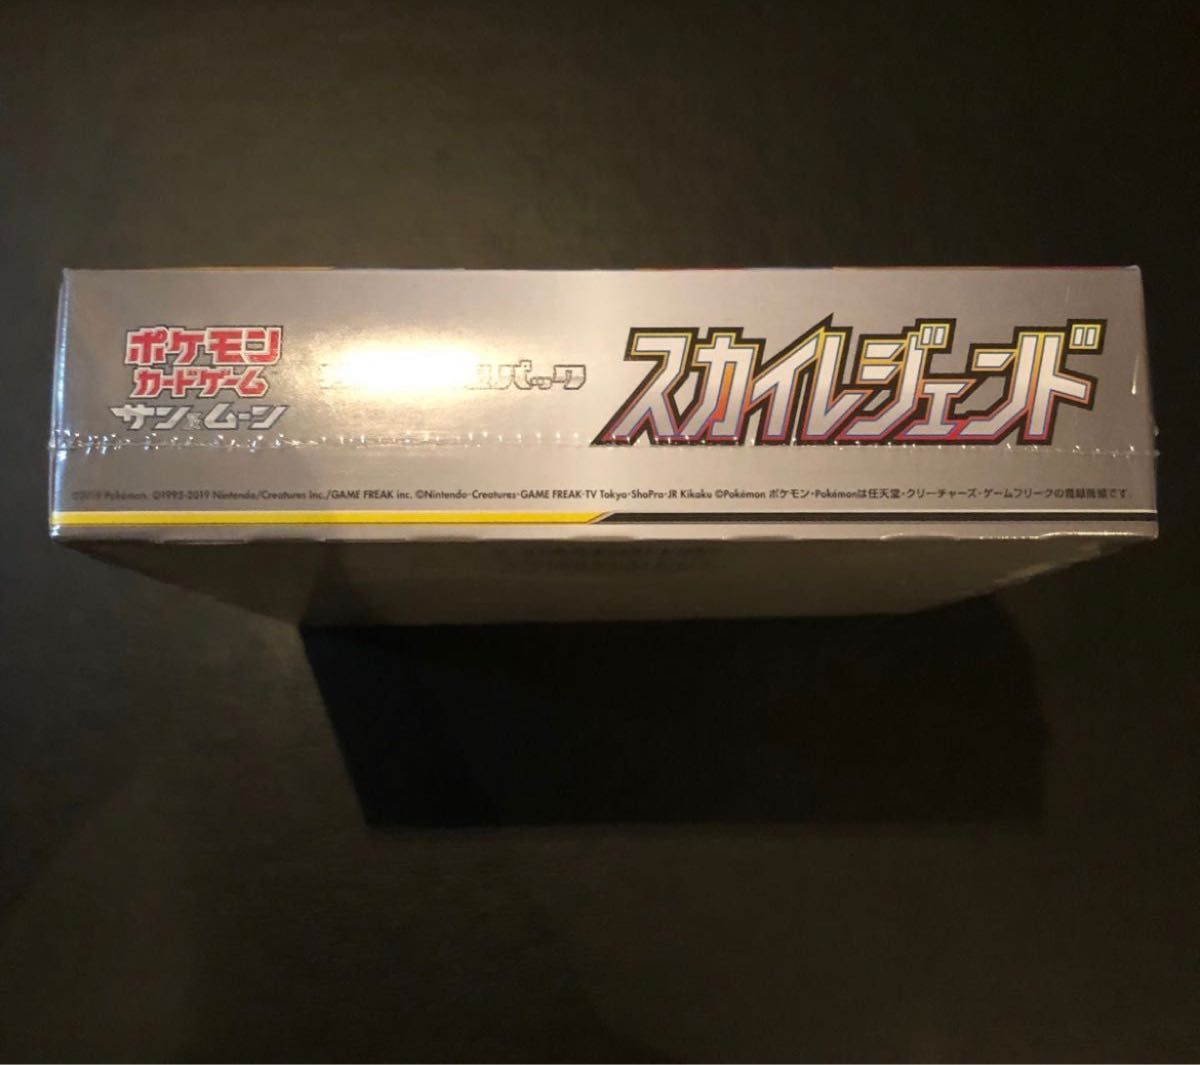 ポケモン
カードゲーム
サン&ムーン
パック
スカイレジェンド
©2019 Pokémon. ©1995-2019 Nintendo/Creatures Inc./GAME FREAK inc. ©Nintendo・Creatures・GAME FREAK・TV Tokyo・ShoPro・JR Kikaku ©Pokémon ポケモン・Pokémonは任天堂・クリーチャーズ・ゲームフリークの登録商標です。